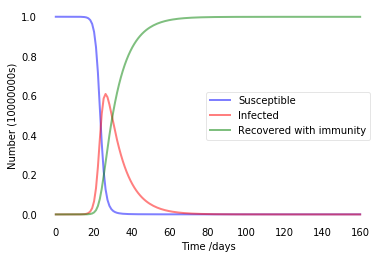 1.0
0.8
0.6
0.4
0.2
0.0
Number (10000000s)
Susceptible
Infected
Recovered with immunity
0 20 40 60 80 100 120 140 160
Time /days